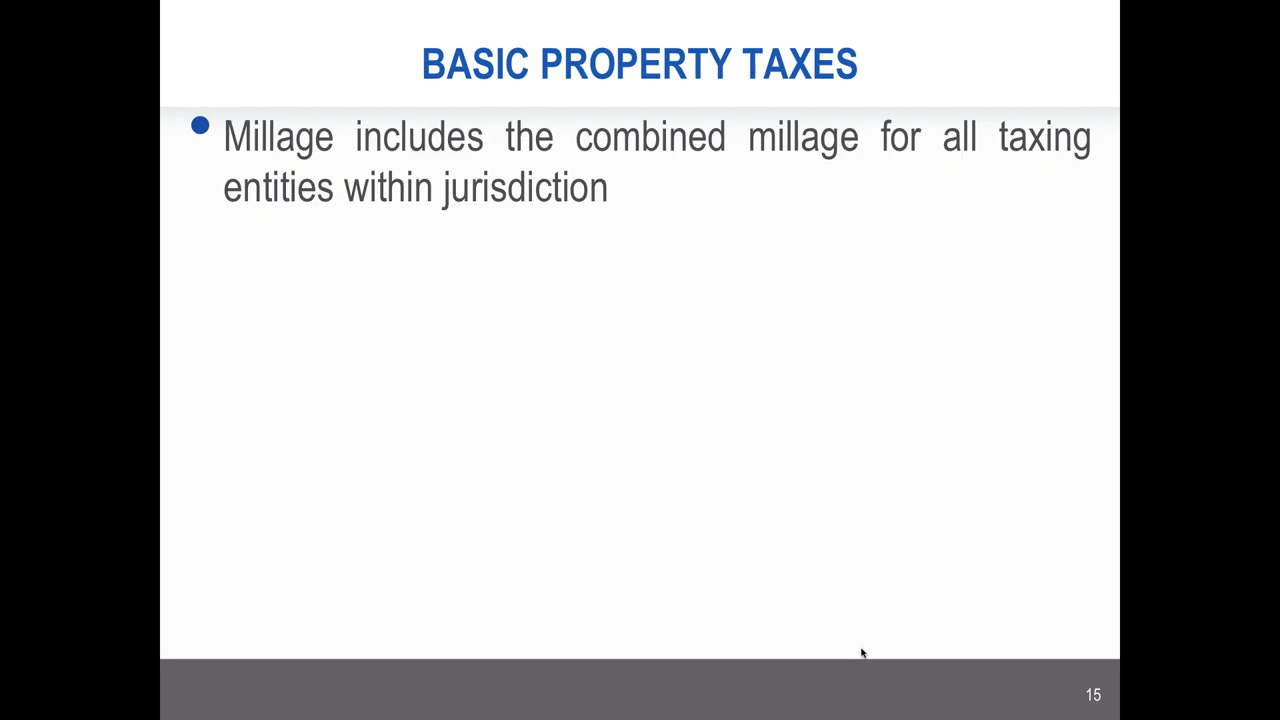 BASIC PROPERTY TAXES
Millage includes the combined millage for all taxing
entities within jurisdiction
15